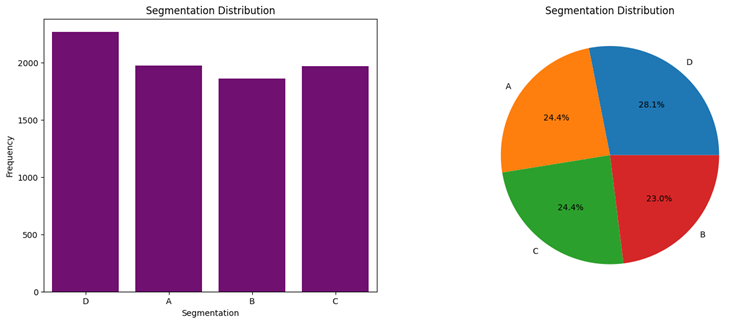 Segmentation Distribution
2000
1500
1000
500
0
Frequency
D A B C
Segmentation
Segmentation Distribution
D
28.1%
A
24.4%
24.4%
C
23.0%
B